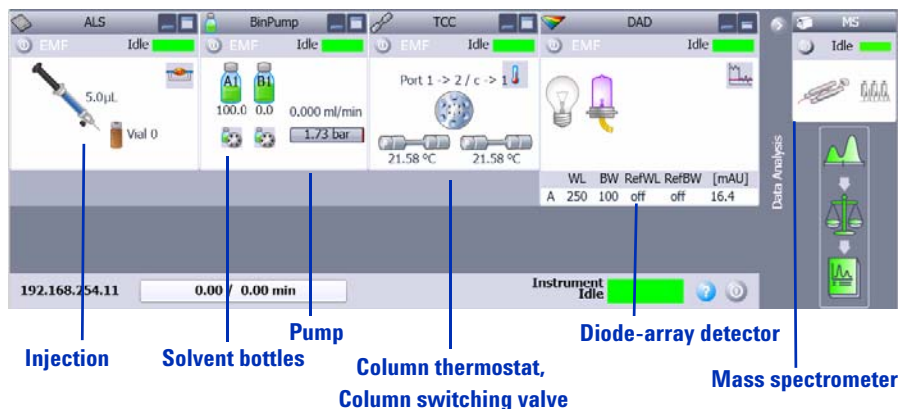 ALS
BinPump
TCC
DAD
MS
EMF Idle
EMF Idle
EMF Idle
EMF Idle
Idle
5.0µL
Vial 0
A1 B1
100.0 0.0
0.000 ml/min
1.73 bar
Port 1 -> 2 / c -> 1
21.58 ºC 21.58 ºC
WL BW RefWL RefBW [mAU]
A 250 100 off off 16.4
Data Analysis
192.168.254.11
0.00 / 0.00 min
Instrument
Idle
?
Injection
Solvent bottles
Pump
Column thermostat,
Column switching valve
Diode-array detector
Mass spectrometer